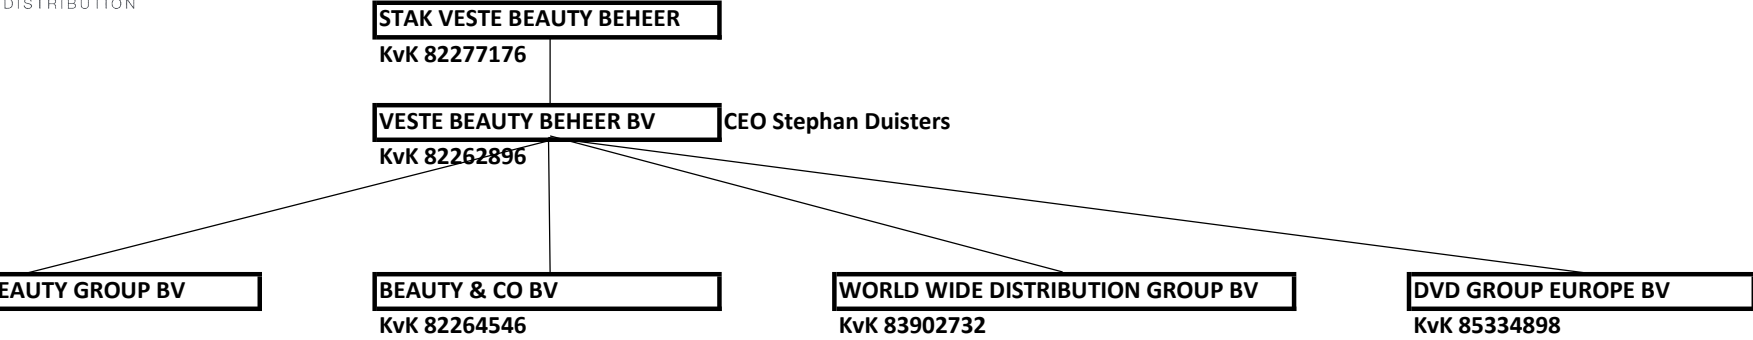 DISTRIBUTION
STAK VESTE BEAUTY BEHEER
KvK 82277176
VESTE BEAUTY BEHEER BV
CEO Stephan Duisters
KvK 82262896
EAUTY GROUP BV
BEAUTY & CO BV
WORLD WIDE DISTRIBUTION GROUP BV
DVD GROUP EUROPE BV
KvK 82264546
KvK 83902732
KvK 85334898